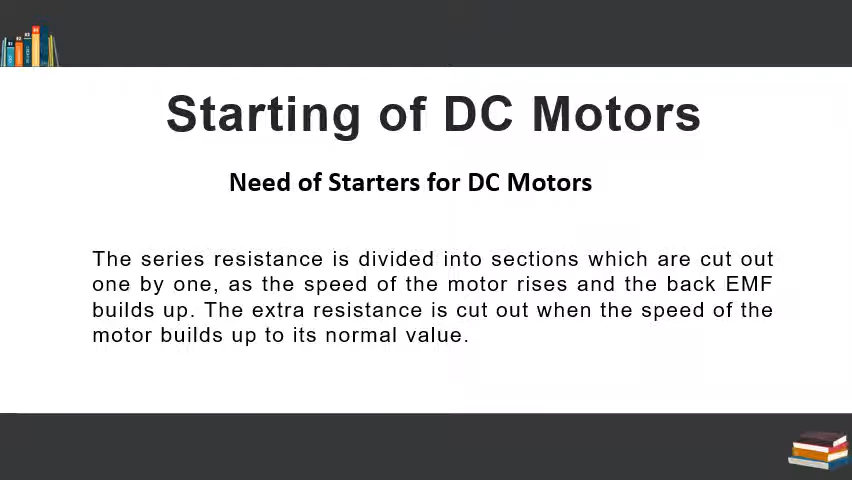 Starting of DC Motors
Need of Starters for DC Motors
The series resistance is divided into sections which are cut out
one by one, as the speed of the motor rises and the back EMF
builds up. The extra resistance is cut out when the speed of the
motor builds up to its normal value.